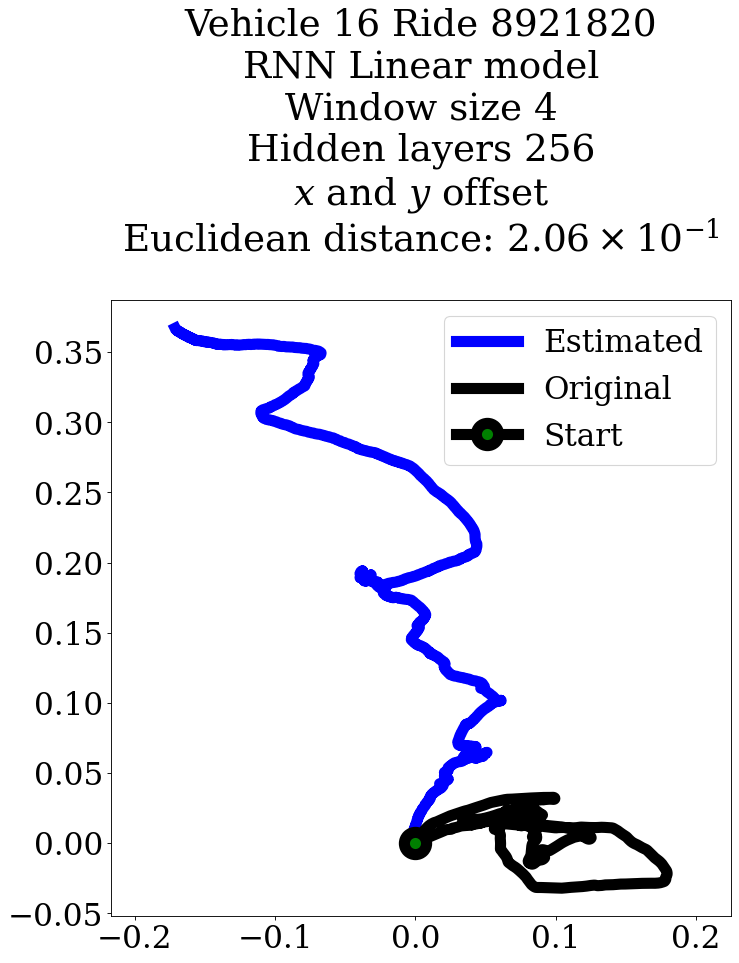 Vehicle 16 Ride 8921820
RNN Linear model
Window size 4
Hidden layers 256
x and y offset
Euclidean distance: 2.06 × 10⁻¹
Estimated
Original
Start
0.35
0.30
0.25
0.20
0.15
0.10
0.05
0.00
−0.05
−0.2 −0.1 0.0 0.1 0.2